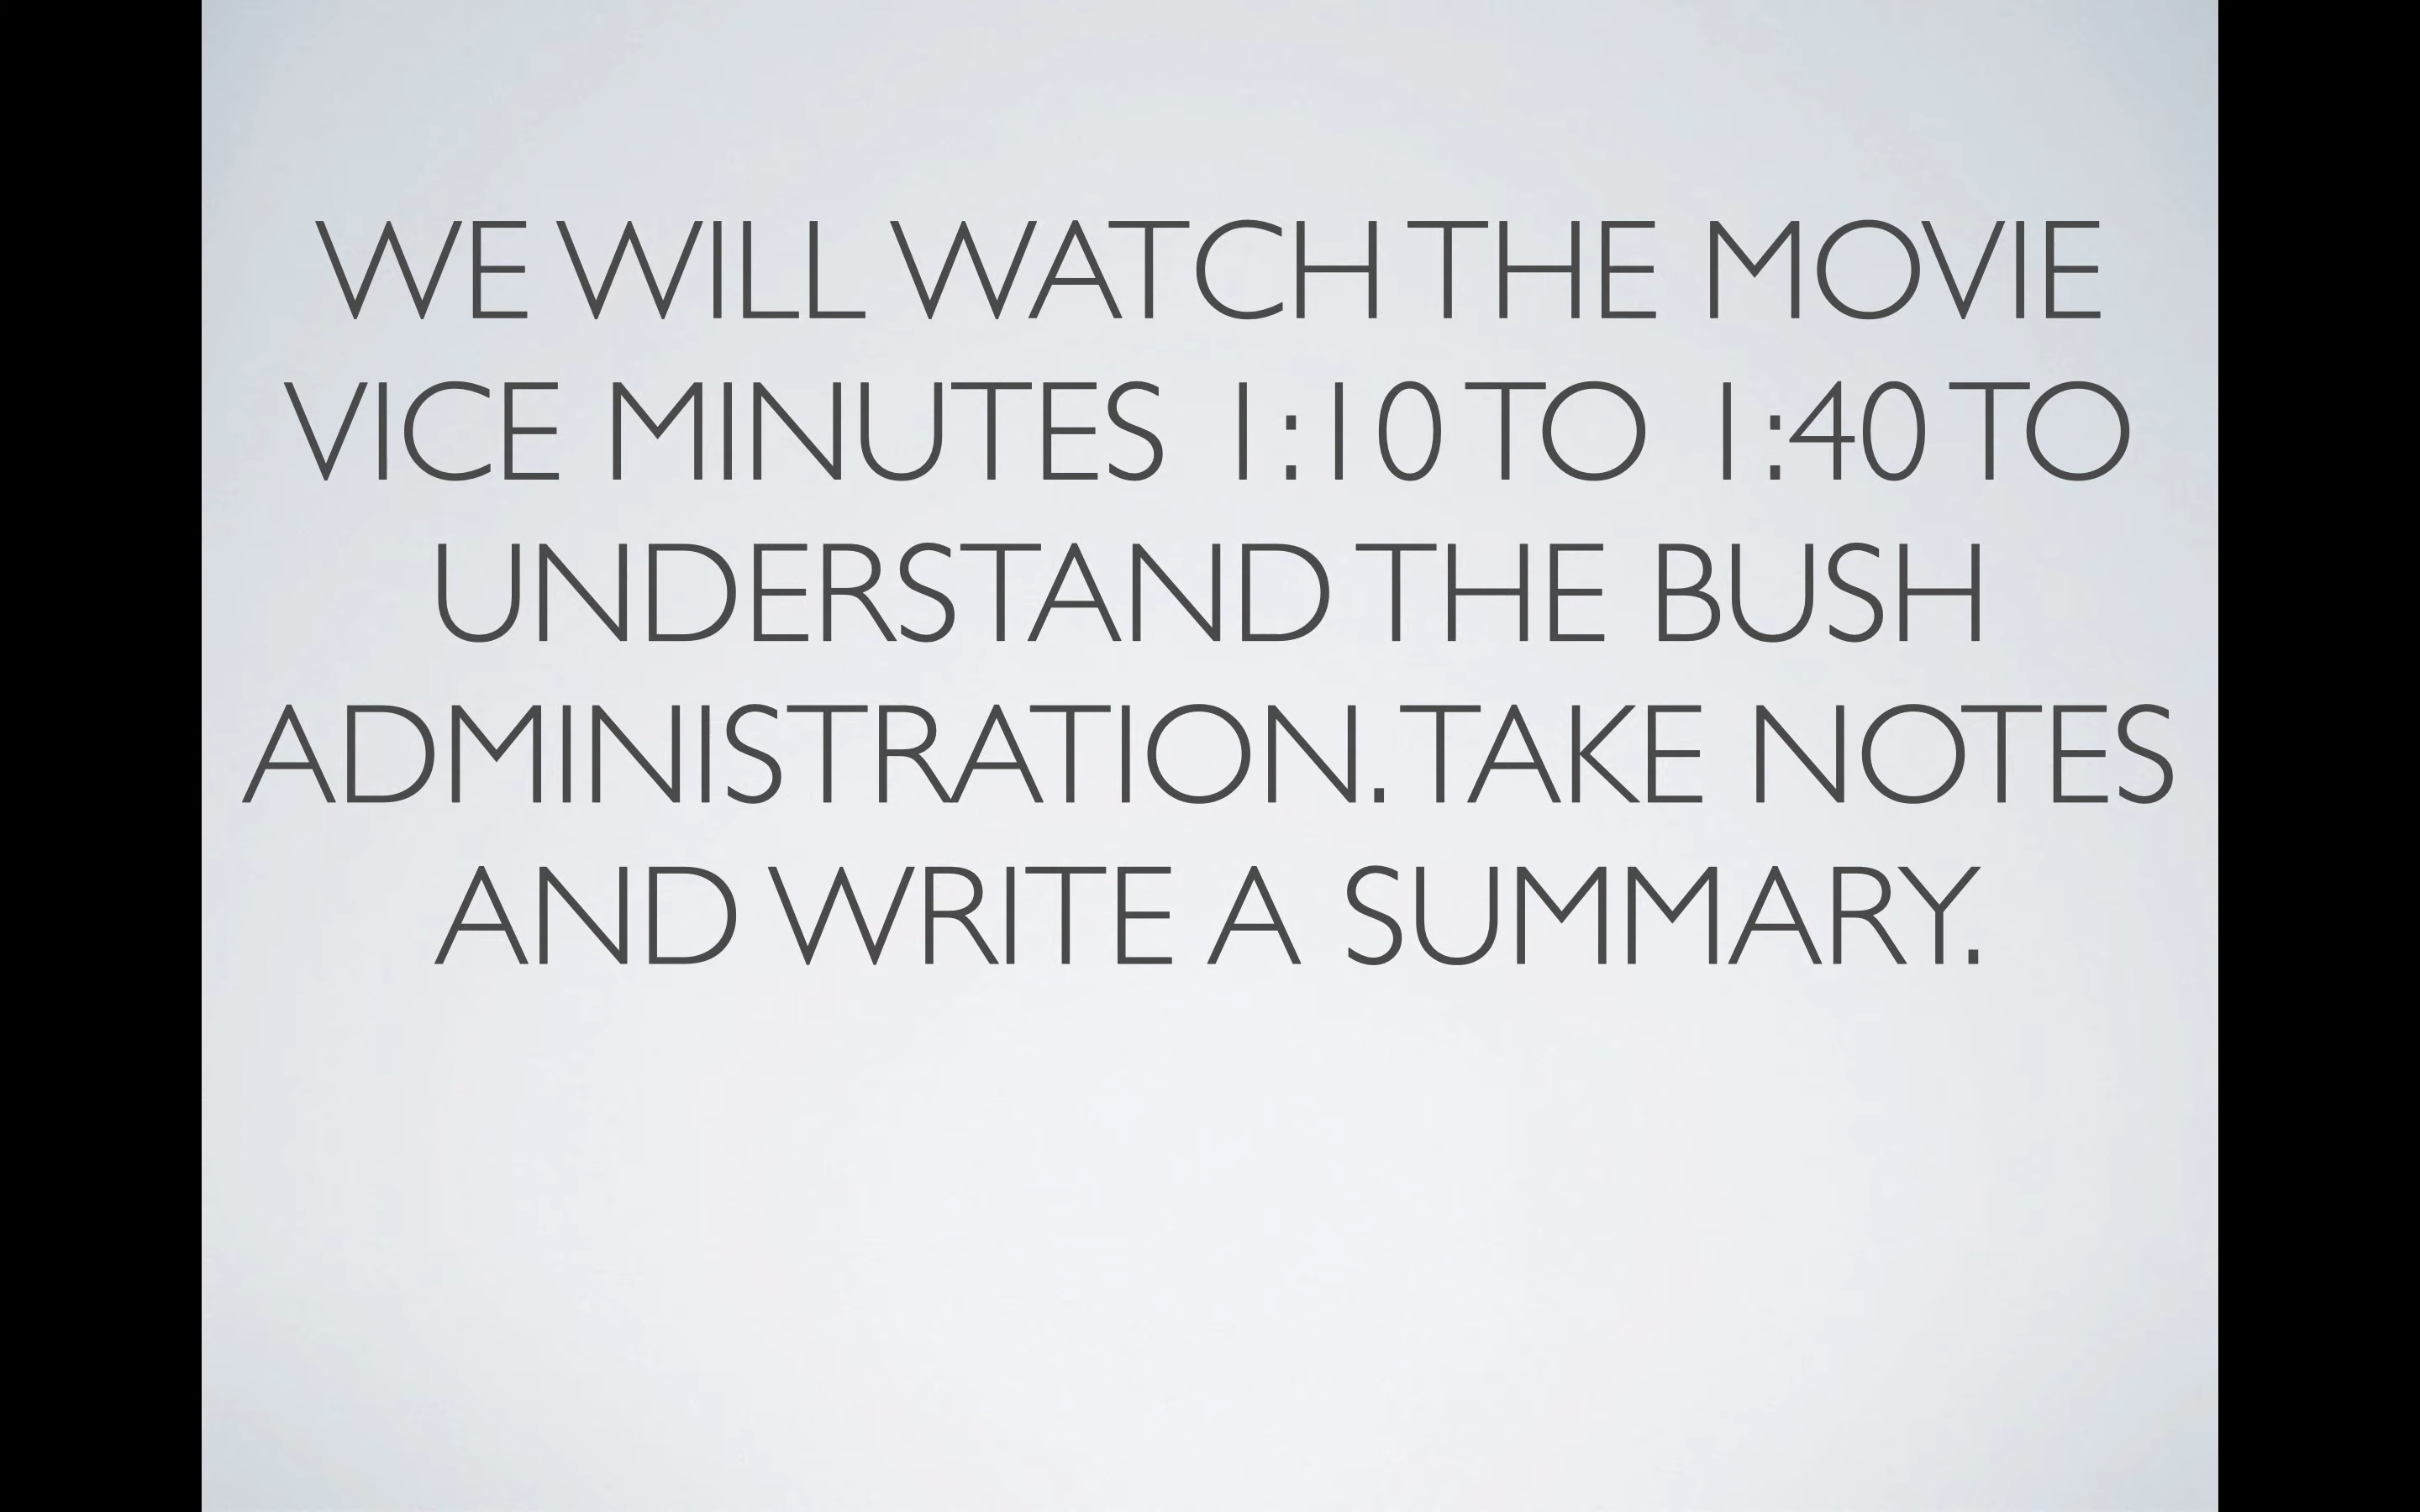 WE WILL WATCH THE MOVIE
VICE MINUTES 1:10 TO 1:40 TO
UNDERSTAND THE BUSH
ADMINISTRATION. TAKE NOTES
AND WRITE A SUMMARY.